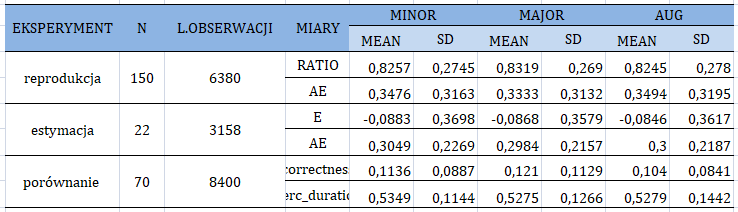 EKSPERYMENT N L.OBSERWACJI MIARY MINOR MAJOR AUG
MEAN SD MEAN SD MEAN SD
reprodukcja 150 6380 RATIO 0,8257 0,2745 0,8319 0,269 0,8245 0,278
AE 0,3476 0,3163 0,3333 0,3132 0,3494 0,3195
estymacja 22 3158 E -0,0883 0,3698 -0,0868 0,3579 -0,0846 0,3617
AE 0,3049 0,2269 0,2984 0,2157 0,3 0,2187
porównanie 70 8400 correctness 0,1136 0,0887 0,121 0,1129 0,104 0,0841
erc_duratio 0,5349 0,1144 0,5275 0,1266 0,5279 0,1442